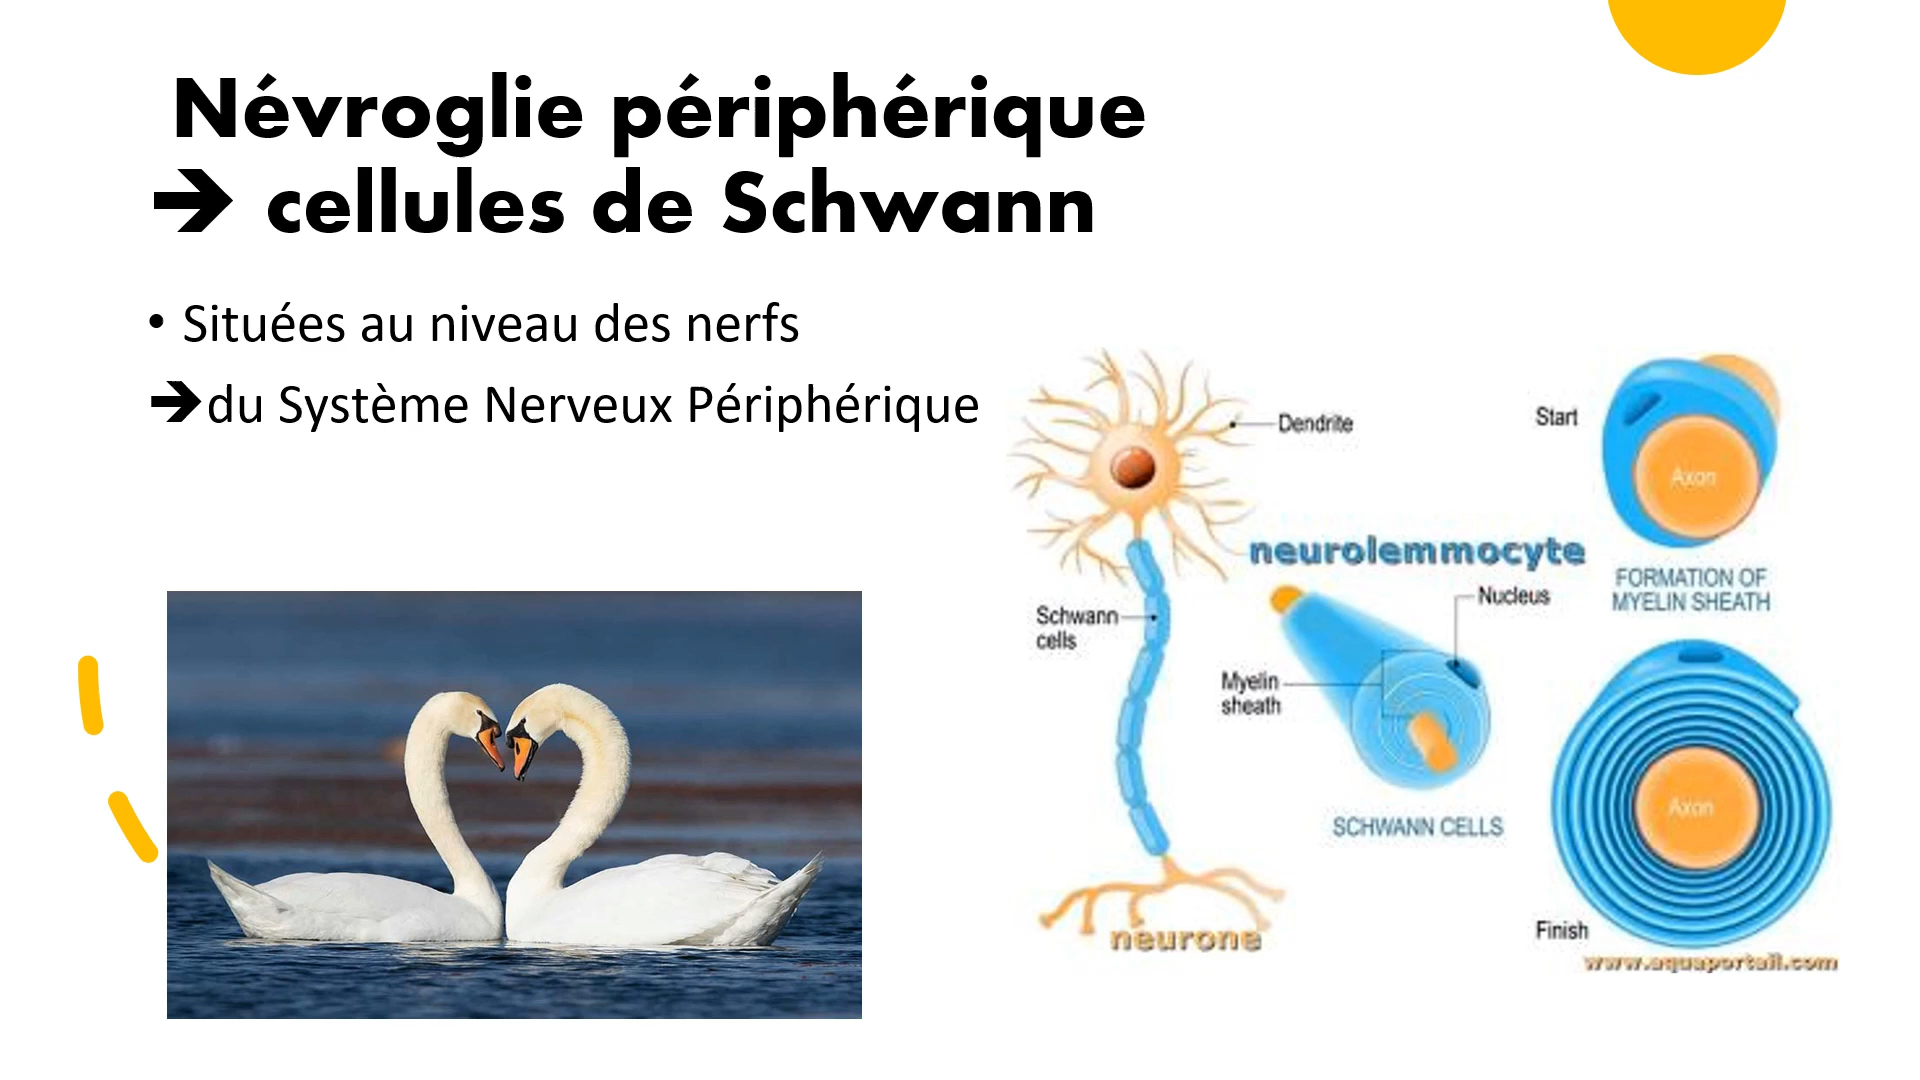 Névroglie périphérique
➔ cellules de Schwann
• Situées au niveau des nerfs
➔du Système Nerveux Périphérique
Dendrite
Start
Axon
neurolemmocyte
FORMATION OF
MYELIN SHEATH
Nucleus
Schwann
cells
Myelin
sheath
SCHWANN CELLS
Axon
Finish
neurone
www.aquaportail.com